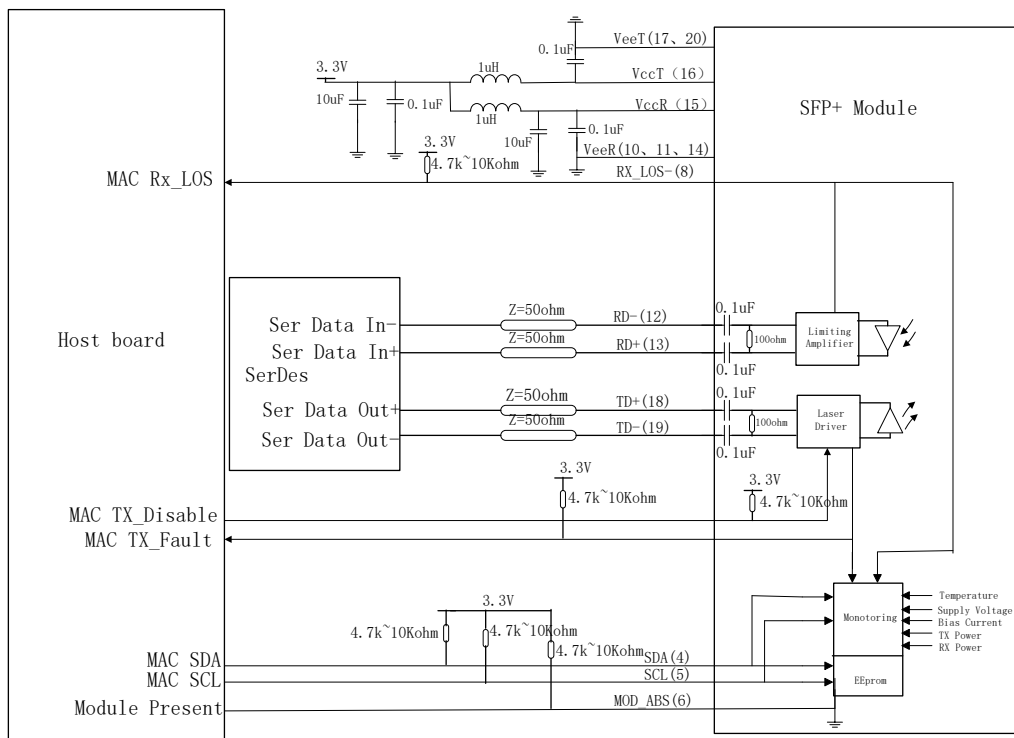 VeeT(17、20)
0.1uF
1uH
3.3V
VccT (16)
10uF
0.1uF
VccR (15)
SFP+ Module
1uH
10uF
0.1uF
3.3V
VeeR(10、11、14)
4.7k~10Kohm
RX_LOS-(8)
MAC Rx_LOS
0.1uF
Z=50ohm
RD-(12)
Ser Data In-
Limiting
Amplifier
100ohm
Host board
Z=50ohm
RD+(13)
Ser Data In+
0.1uF
SerDes
0.1uF
Z=50ohm
TD+(18)
Ser Data Out+
Laser
Driver
100ohm
Z=50ohm
TD-(19)
Ser Data Out-
0.1uF
3.3V
3.3V
4.7k~10Kohm
4.7k~10Kohm
MAC TX_Disable
MAC TX_Fault
Temperature
3.3V
Supply Voltage
Monotoring
Bias Current
4.7k~10Kohm
4.7k~10Kohm
TX Power
4.7k~10Kohm
RX Power
MAC SDA
SDA(4)
MAC SCL
SCL(5)
EEprom
Module Present
MOD_ABS(6)